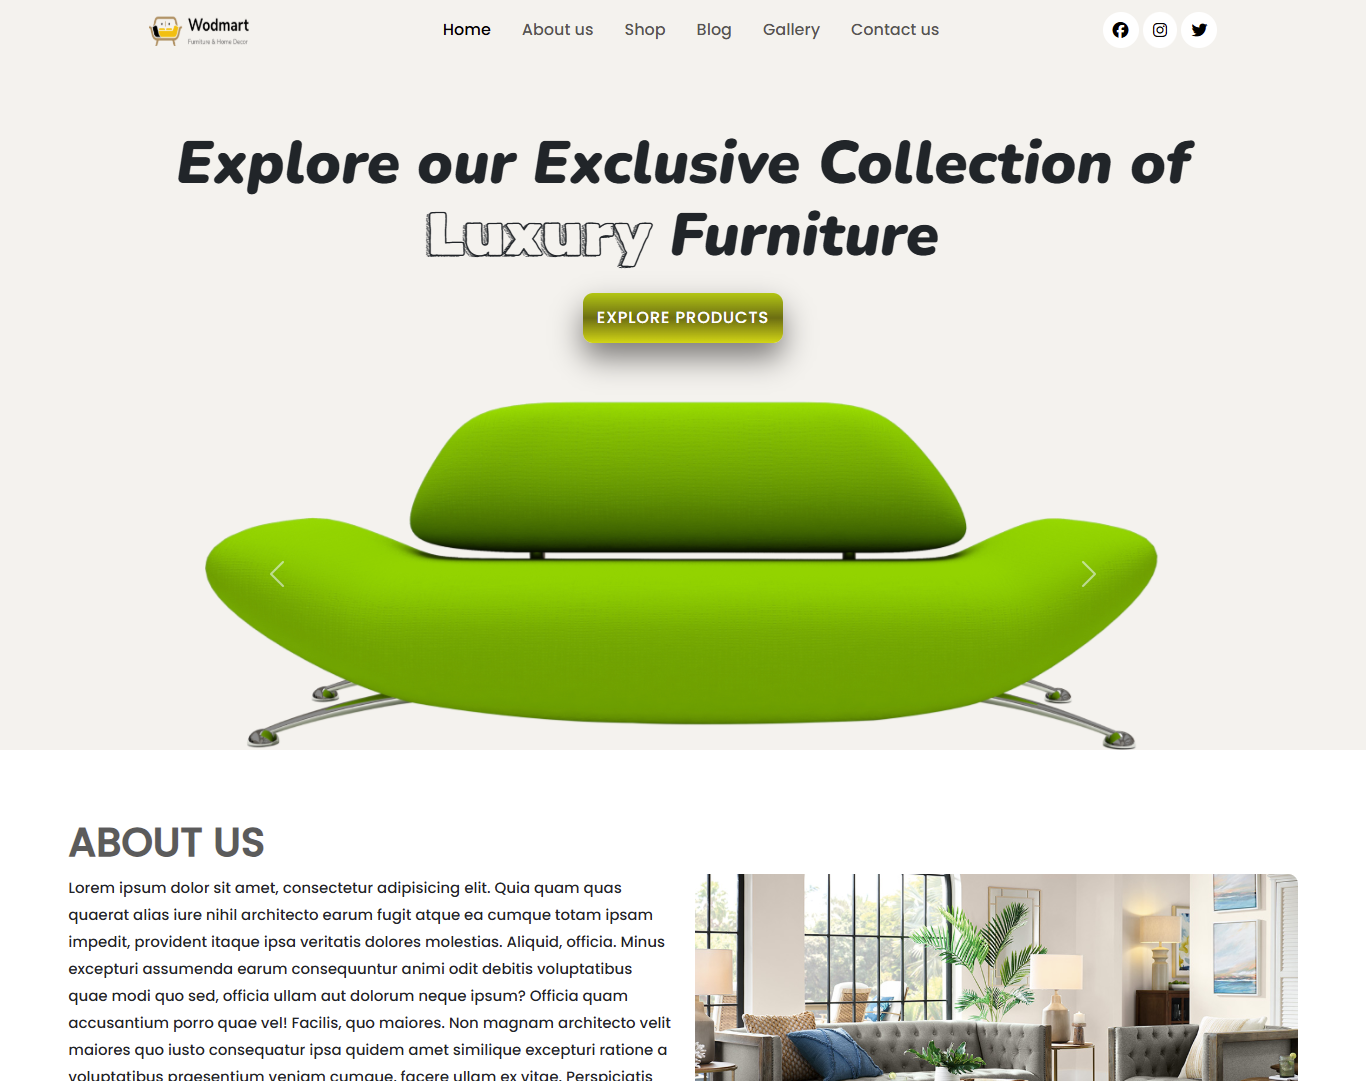 Wodmart
Furniture & Home Decor
Home About us Shop Blog Gallery Contact us
Explore our Exclusive Collection of
Luxury Furniture
EXPLORE PRODUCTS
ABOUT US
Lorem ipsum dolor sit amet, consectetur adipisicing elit. Quia quam quas
quaerat alias iure nihil architecto earum fugit atque ea cumque totam ipsam
impedit, provident itaque ipsa veritatis dolores molestias. Aliquid, officia. Minus
excepturi assumenda earum consequuntur animi odit debitis voluptatibus
quae modi quo sed, officia ullam aut dolorum neque ipsum? Officia quam
accusantium porro quae vel! Facilis, quo maiores. Non magnam architecto velit
maiores quo iusto consequatur ipsa quidem amet similique excepturi ratione a
voluptatibus praesentium veniam cumque, facere ullam ex vitae. Perspiciatis